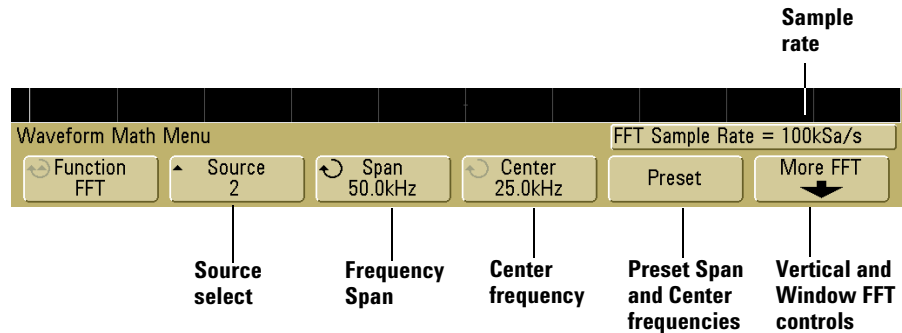 Sample
rate
Waveform Math Menu
FFT Sample Rate = 100kSa/s
Function
FFT
Source
2
Span
50.0kHz
Center
25.0kHz
Preset
More FFT
Source
select
Frequency
Span
Center
frequency
Preset Span
and Center
frequencies
Vertical and
Window FFT
controls